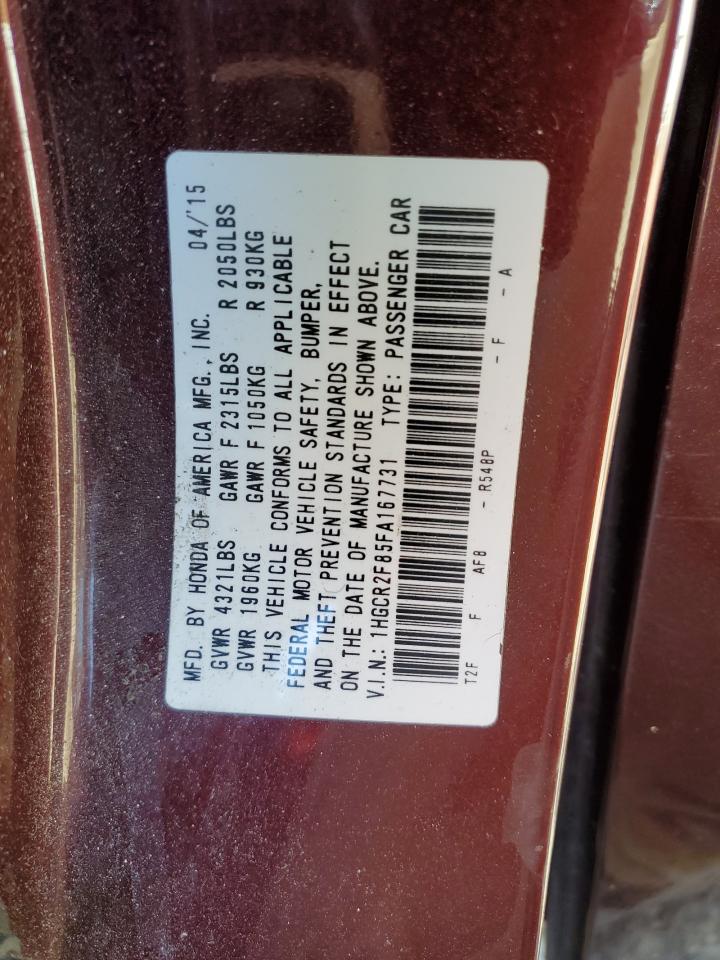 MFD. BY HONDA OF AMERICA MFG., INC. 04/'15
GVWR 4321LBS GAWR F 2315LBS R 2050LBS
GVWR 1960KG GAWR F 1050KG R 930KG
THIS VEHICLE CONFORMS TO ALL APPLICABLE
FEDERAL MOTOR VEHICLE SAFETY, BUMPER,
AND THEFT PREVENTION STANDARDS IN EFFECT
ON THE DATE OF MANUFACTURE SHOWN ABOVE.
V.I.N.: 1HGCR2F85FA167731 TYPE: PASSENGER CAR
T2F F AF8 - R548P - F - A